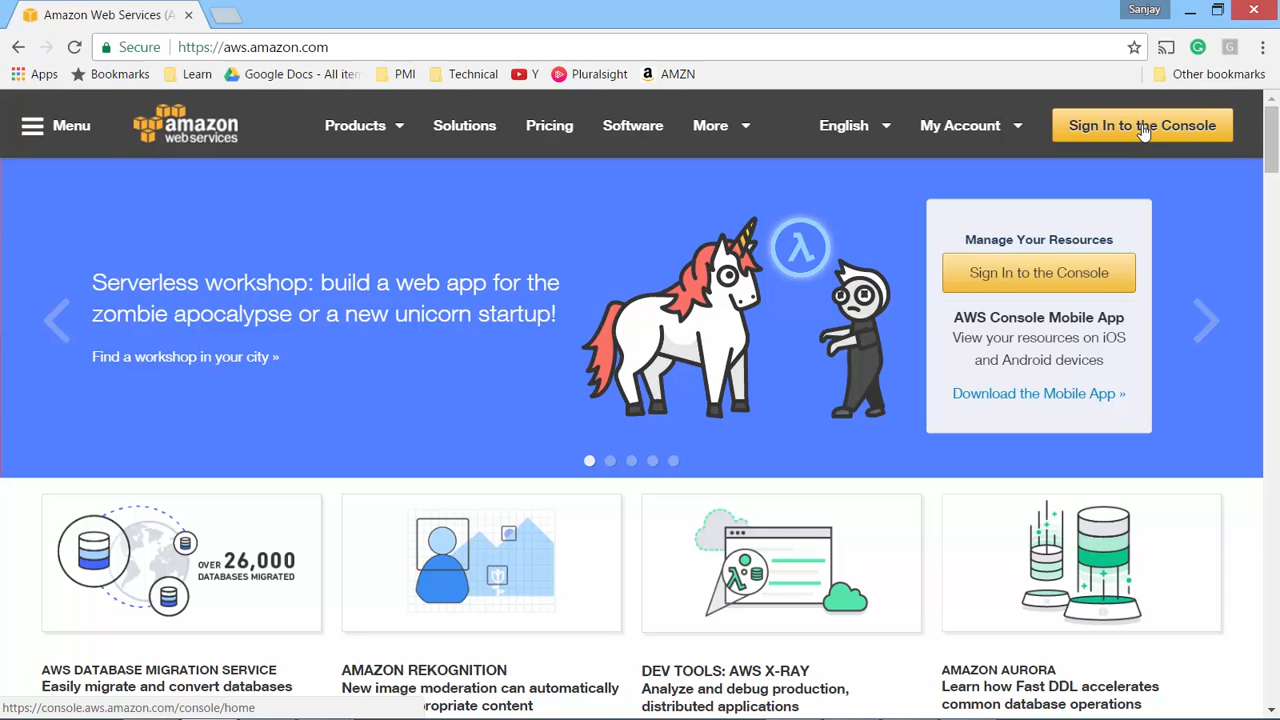 Amazon Web Services (A
Sanjay
Secure
https://aws.amazon.com
Apps
Bookmarks
Learn
Google Docs - All iten
PMI
Technical
Y
Pluralsight
AMZN
Other bookmarks
Menu
amazon
web services
Products
Solutions
Pricing
Software
More
English
My Account
Sign In to the Console
Serverless workshop: build a web app for the
zombie apocalypse or a new unicorn startup!
Find a workshop in your city »
λ
Manage Your Resources
Sign In to the Console
AWS Console Mobile App
View your resources on iOS
and Android devices
Download the Mobile App »
OVER 26,000
DATABASES MIGRATED
AWS DATABASE MIGRATION SERVICE
Easily migrate and convert databases
AMAZON REKOGNITION
New image moderation can automatically
propriate content
λ
DEV TOOLS: AWS X-RAY
Analyze and debug production,
distributed applications
AMAZON AURORA
Learn how Fast DDL accelerates
common database operations
https://console.aws.amazon.com/console/home